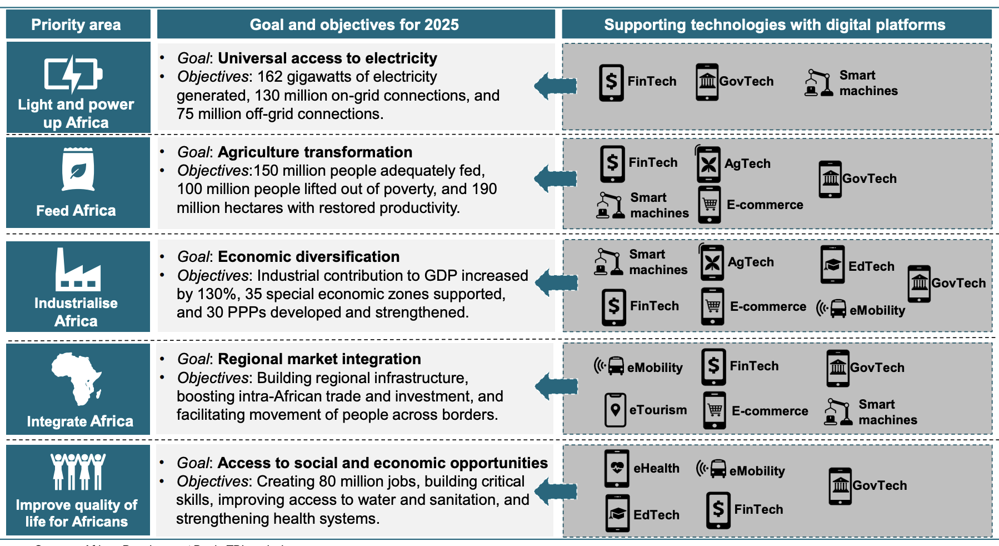 Priority area
Goal and objectives for 2025
Supporting technologies with digital platforms
Light and power
up Africa
• Goal: Universal access to electricity
• Objectives: 162 gigawatts of electricity
generated, 130 million on-grid connections, and
75 million off-grid connections.
FinTech
GovTech
Smart
machines
Feed Africa
• Goal: Agriculture transformation
• Objectives:150 million people adequately fed,
100 million people lifted out of poverty, and 190
million hectares with restored productivity.
FinTech
AgTech
GovTech
Smart
machines
E-commerce
Industrialise
Africa
• Goal: Economic diversification
• Objectives: Industrial contribution to GDP increased
by 130%, 35 special economic zones supported,
and 30 PPPs developed and strengthened.
Smart
machines
AgTech
EdTech
GovTech
FinTech
E-commerce
eMobility
Integrate Africa
• Goal: Regional market integration
• Objectives: Building regional infrastructure,
boosting intra-African trade and investment, and
facilitating movement of people across borders.
eMobility
FinTech
GovTech
eTourism
E-commerce
Smart
machines
Improve quality of
life for Africans
• Goal: Access to social and economic opportunities
• Objectives: Creating 80 million jobs, building critical
skills, improving access to water and sanitation, and
strengthening health systems.
eHealth
eMobility
GovTech
EdTech
FinTech